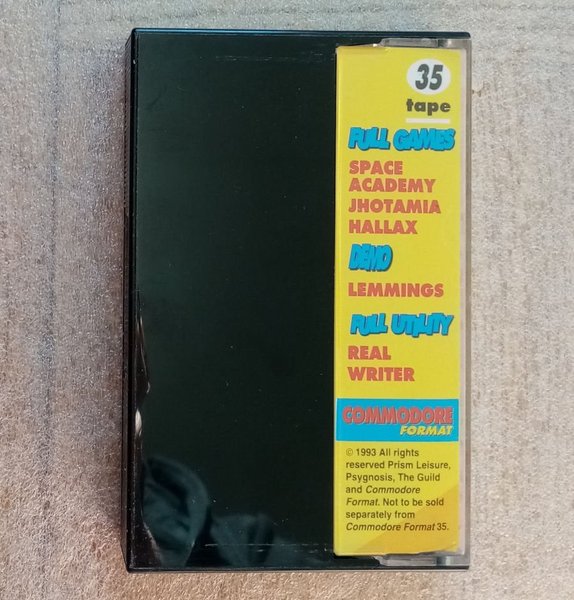 35
tape
FULL GAMES
SPACE
ACADEMY
JHOTAMIA
HALLAX
DEMO
LEMMINGS
FULL UTILITY
REAL
WRITER
COMMODORE
FORMAT
© 1993 All rights
reserved Prism Leisure,
Psygnosis, The Guild
and Commodore
Format. Not to be sold
separately from
Commodore Format 35.